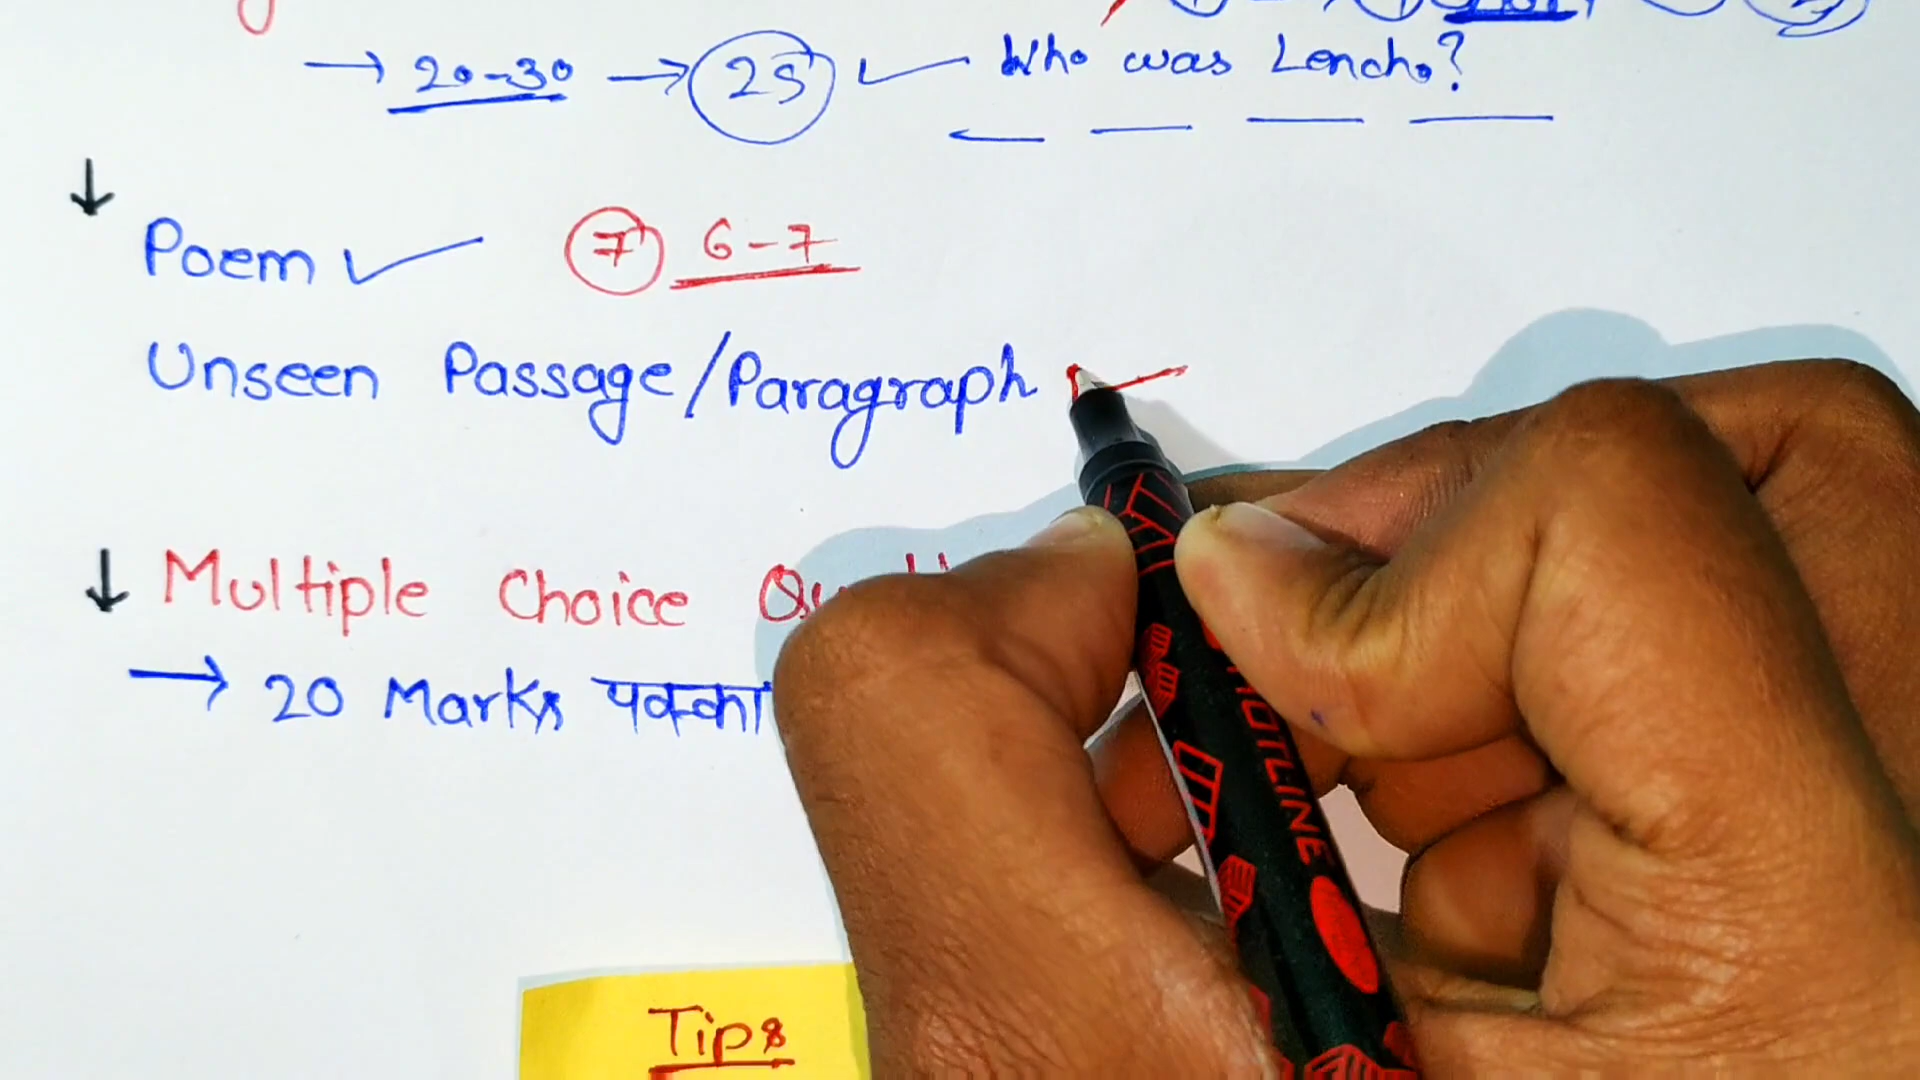 → 20-30 → 25 ✓ Who was Lencho?
↓
Poem ✓ 7 6-7
Unseen Passage/Paragraph
↓ Multiple Choice
→ 20 Marks पक्का
HOTLINE
Tips